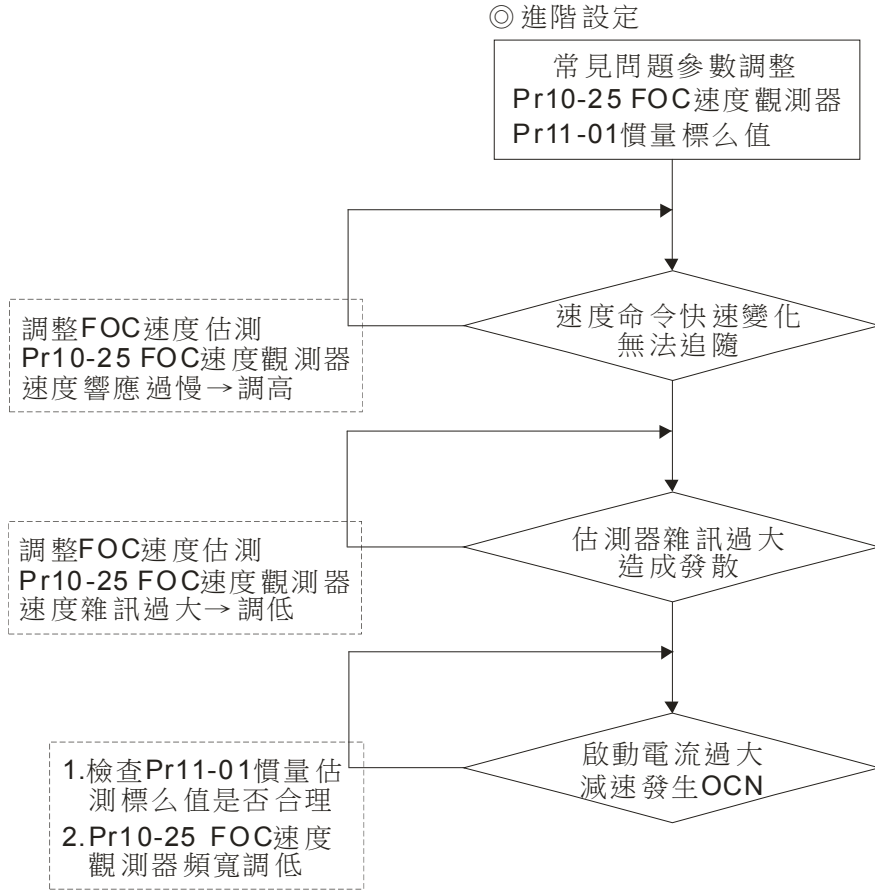 ◎ 進階設定
常見問題參數調整
Pr10-25 FOC速度觀測器
Pr11-01慣量標么值
速度命令快速變化
無法追隨
調整FOC速度估測
Pr10-25 FOC速度觀測器
速度響應過慢→調高
估測器雜訊過大
造成發散
調整FOC速度估測
Pr10-25 FOC速度觀測器
速度雜訊過大→調低
啟動電流過大
減速發生OCN
1.檢查Pr11-01慣量估
測標么值是否合理
2.Pr10-25 FOC速度
觀測器頻寬調低